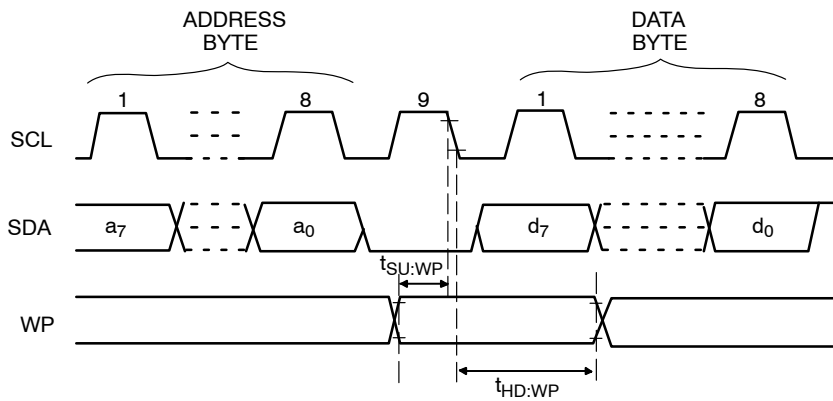 ADDRESS
BYTE
DATA
BYTE
1
8
9
1
8
SCL
SDA
a7
a0
d7
d0
tSU:WP
WP
tHD:WP